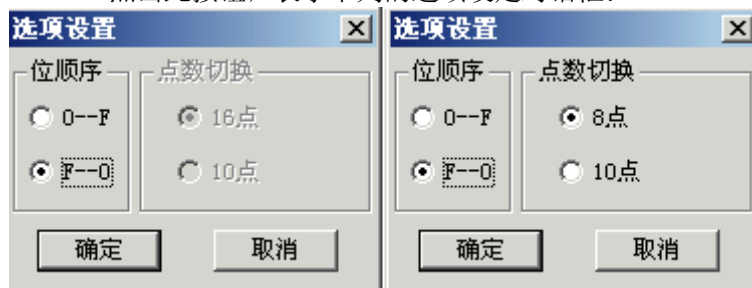 选项设置
位顺序
点数切换
0--F
16点
F--0
10点
确定
取消
选项设置
位顺序
点数切换
0--F
8点
F--0
10点
确定
取消